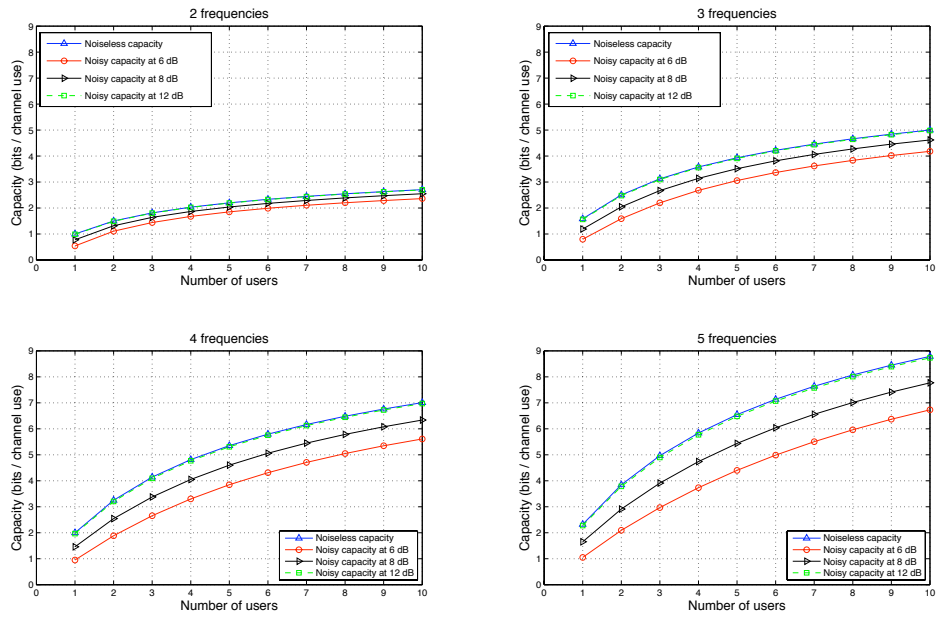 2 frequencies
Capacity (bits / channel use)
9
8
7
6
5
4
3
2
1
0
Noiseless capacity
Noisy capacity at 6 dB
Noisy capacity at 8 dB
Noisy capacity at 12 dB
0 1 2 3 4 5 6 7 8 9 10
Number of users
3 frequencies
Capacity (bits / channel use)
9
8
7
6
5
4
3
2
1
0
Noiseless capacity
Noisy capacity at 6 dB
Noisy capacity at 8 dB
Noisy capacity at 12 dB
0 1 2 3 4 5 6 7 8 9 10
Number of users
4 frequencies
Capacity (bits / channel use)
9
8
7
6
5
4
3
2
1
0
Noiseless capacity
Noisy capacity at 6 dB
Noisy capacity at 8 dB
Noisy capacity at 12 dB
0 1 2 3 4 5 6 7 8 9 10
Number of users
5 frequencies
Capacity (bits / channel use)
9
8
7
6
5
4
3
2
1
0
Noiseless capacity
Noisy capacity at 6 dB
Noisy capacity at 8 dB
Noisy capacity at 12 dB
0 1 2 3 4 5 6 7 8 9 10
Number of users